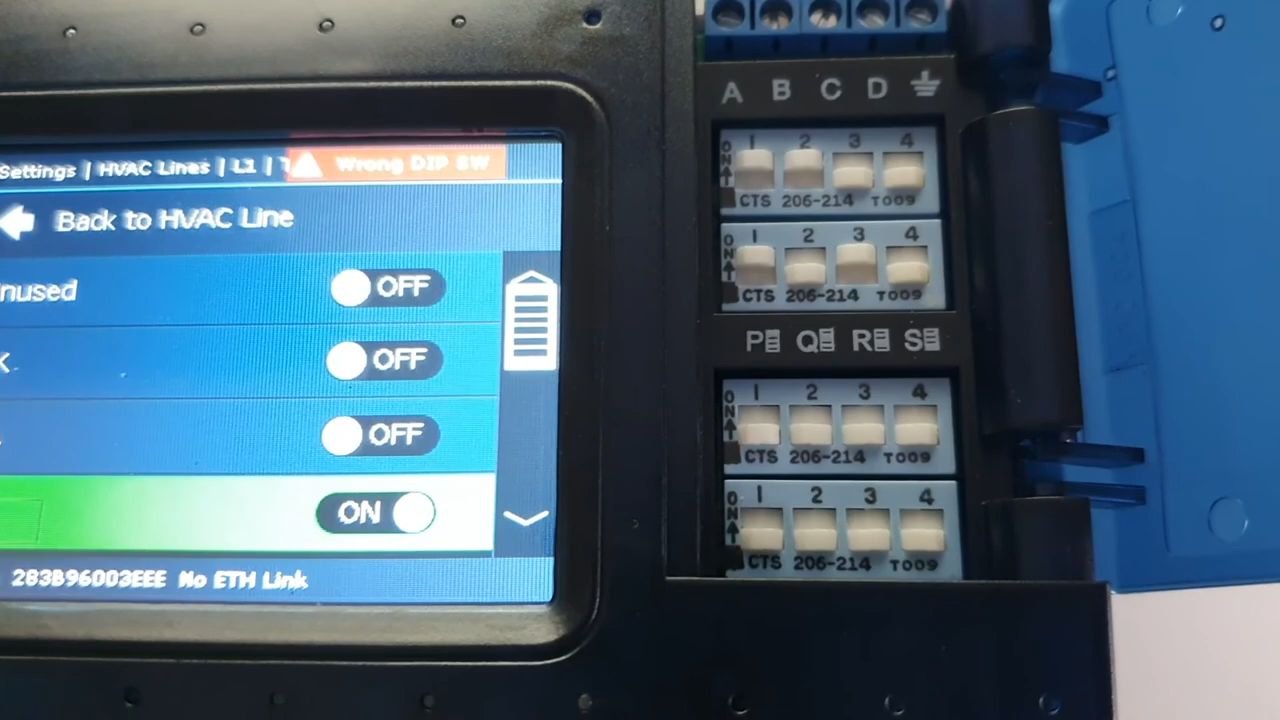 Settings | HVAC Lines | L1 |
Wrong DIP SW
Back to HVAC Line
OFF
OFF
OFF
ON
283B96003EEE No ETH Link
A B C D
ON
1 2 3 4
CTS 206-214 T009
ON
1 2 3 4
CTS 206-214 T009
P Q R S
ON
1 2 3 4
CTS 206-214 T009
ON
1 2 3 4
CTS 206-214 T009